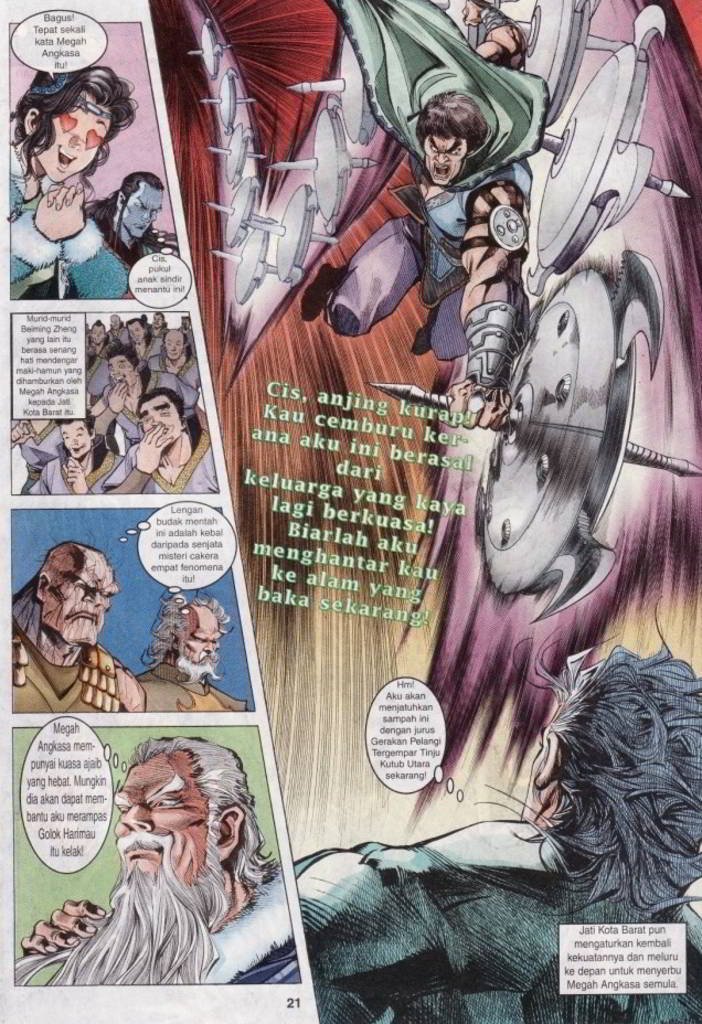 Bagus!
Tepat sekali
kata Megah
Angkasa
itu!
Cis,
pukul
anak sindir
menantu ini!
Murid-murid
Beiming Zheng
yang lain itu
berasa senang
hati mendengar
maki-hamun yang
dihamburkan oleh
Megah Angkasa
kepada Jati
Kota Barat itu.
Lengan
budak mentah
ini adalah kebal
daripada senjata
misteri cakera
empat fenomena
itu!
Megah
Angkasa mem-
punyai kuasa ajaib
yang hebat. Mungkin
dia akan dapat mem-
bantu aku merampas
Golok Harimau
itu kelak!
Cis, anjing kurap!
Kau cemburu ker-
ana aku ini berasal
dari
keluarga yang kaya
lagi berkuasa!
Biarlah aku
menghantar kau
ke alam yang
baka sekarang!
Hm!
Aku akan
menjatuhkan
sampah ini
dengan jurus
Gerakan Pelangi
Tergempar Tinju
Kutub Utara
sekarang!
Jati Kota Barat pun
mengaturkan kembali
kekuatannya dan meluru
ke depan untuk menyerbu
Megah Angkasa semula.
21